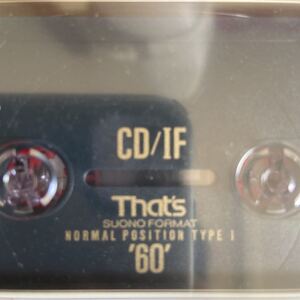 CD/IF
That's
SUONO FORMAT
NORMAL POSITION TYPE I
'60'